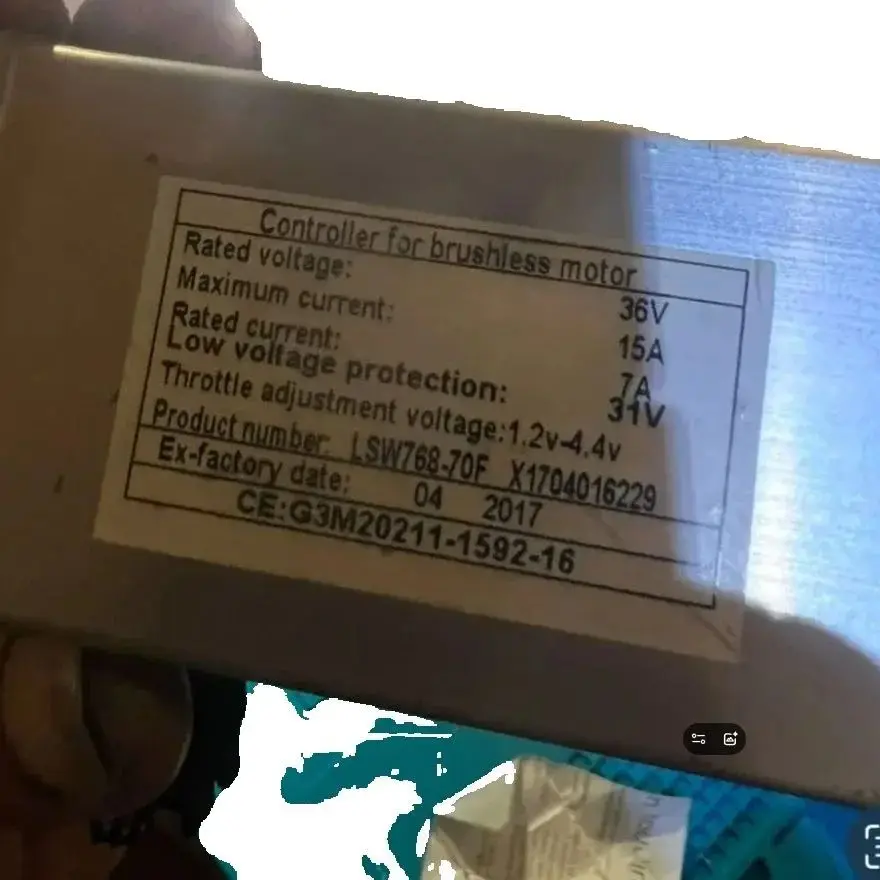 Controller for brushless motor
Rated voltage: 36V
Maximum current: 15A
Rated current: 7A
Low voltage protection: 31V
Throttle adjustment voltage:1.2v-4.4v
Product number: LSW768-70F X1704016229
Ex-factory date: 04 2017
CE:G3M20211-1592-16